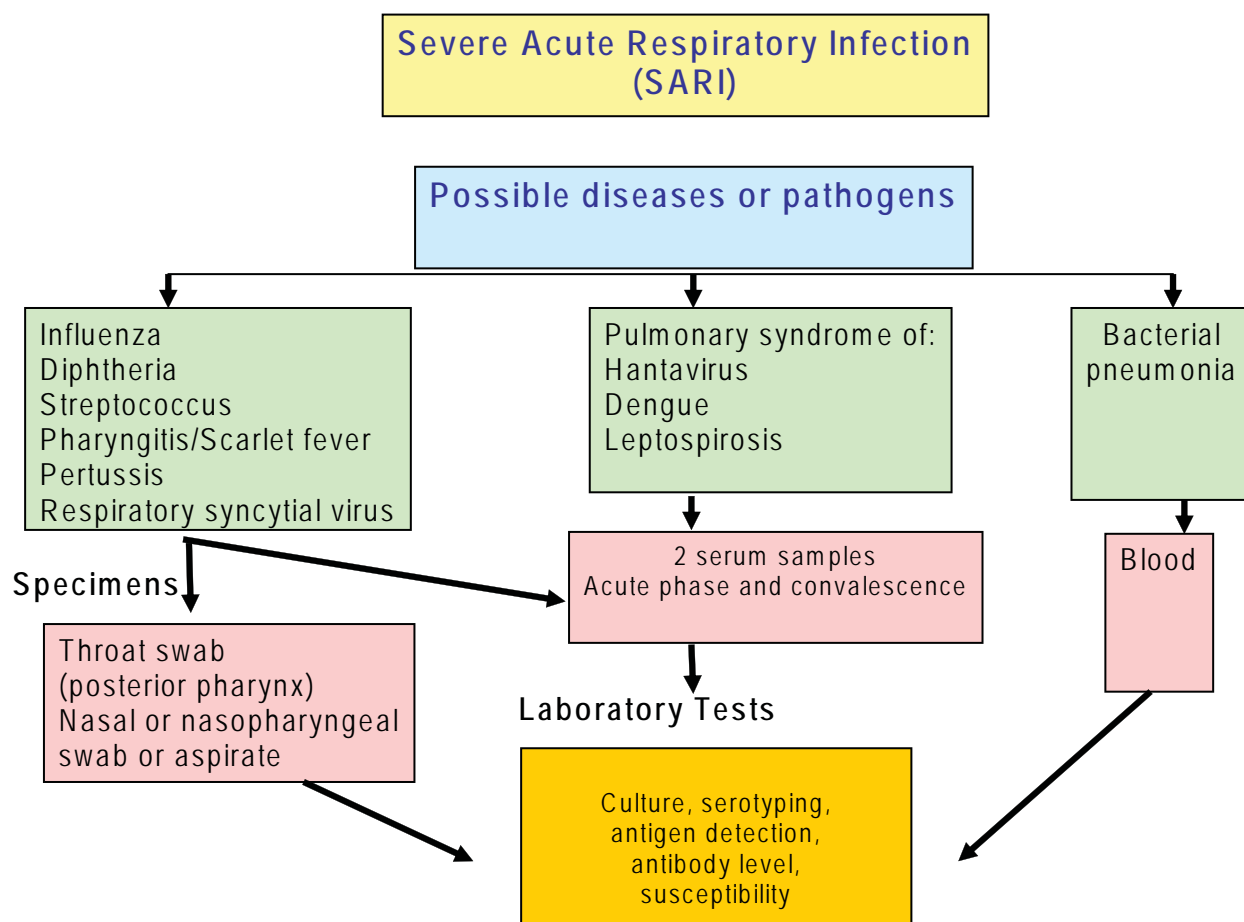 Severe Acute Respiratory Infection
(SARI)
Possible diseases or pathogens
Influenza
Diphtheria
Streptococcus
Pharyngitis/Scarlet fever
Pertussis
Respiratory syncytial virus
Pulmonary syndrome of:
Hantavirus
Dengue
Leptospirosis
Bacterial
pneumonia
Specimens
Throat swab
(posterior pharynx)
Nasal or nasopharyngeal
swab or aspirate
2 serum samples
Acute phase and convalescence
Blood
Laboratory Tests
Culture, serotyping,
antigen detection,
antibody level,
susceptibility